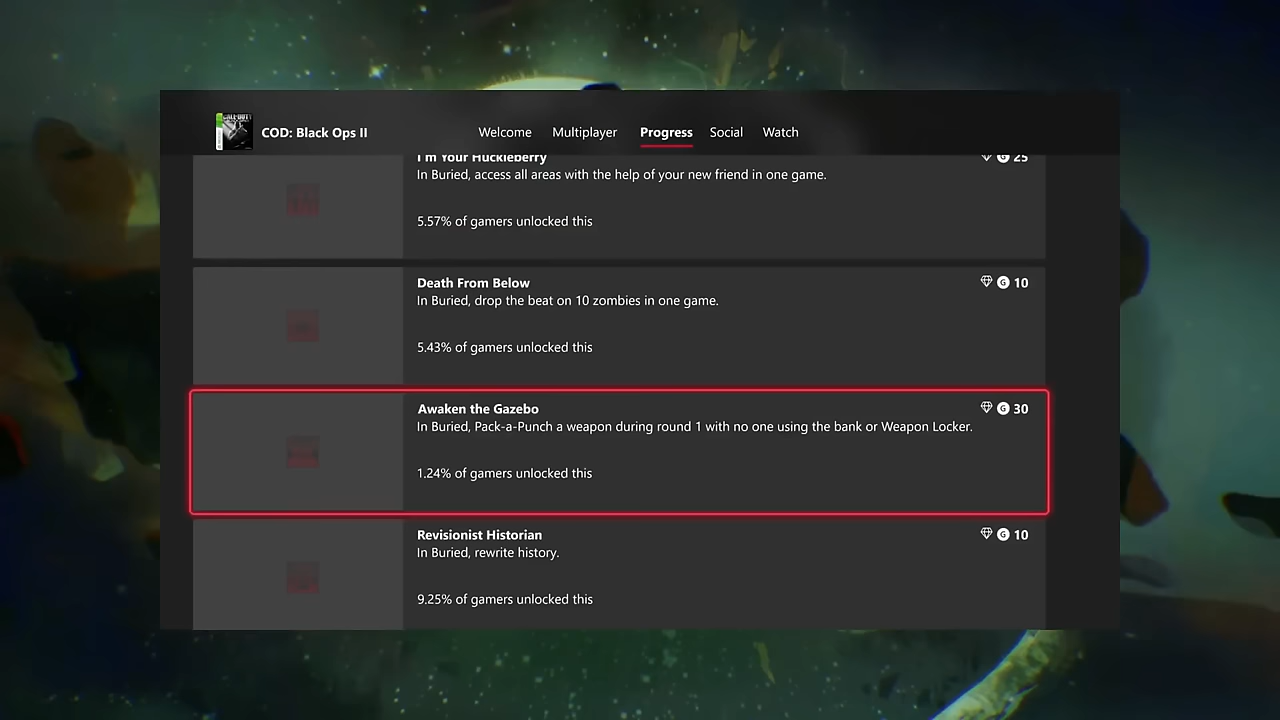 COD: Black Ops II
Welcome Multiplayer Progress Social Watch
I'm Your Huckleberry
G 25
In Buried, access all areas with the help of your new friend in one game.
5.57% of gamers unlocked this
Death From Below
G 10
In Buried, drop the beat on 10 zombies in one game.
5.43% of gamers unlocked this
Awaken the Gazebo
G 30
In Buried, Pack-a-Punch a weapon during round 1 with no one using the bank or Weapon Locker.
1.24% of gamers unlocked this
Revisionist Historian
G 10
In Buried, rewrite history.
9.25% of gamers unlocked this